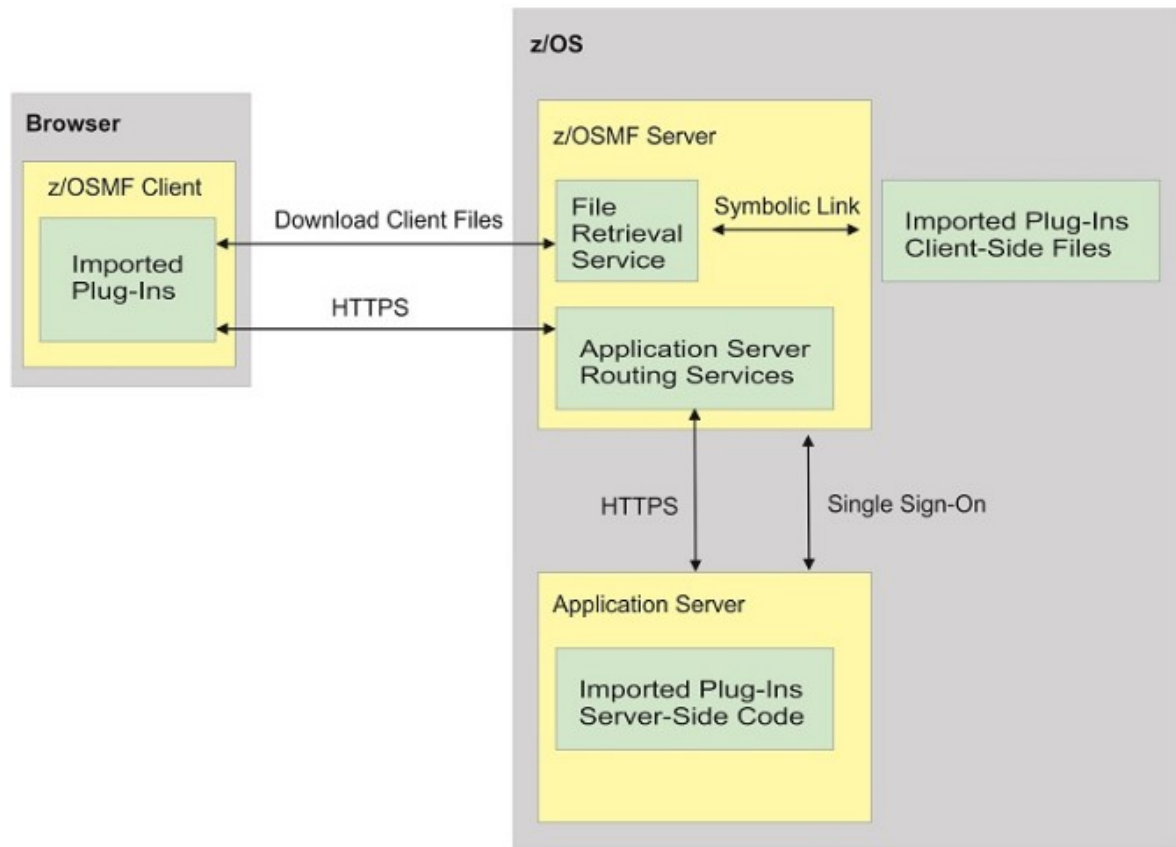 z/OS
Browser
z/OSMF Client
Imported
Plug-Ins
Download Client Files
HTTPS
z/OSMF Server
File
Retrieval
Service
Symbolic Link
Imported Plug-Ins
Client-Side Files
Application Server
Routing Services
HTTPS
Single Sign-On
Application Server
Imported Plug-Ins
Server-Side Code